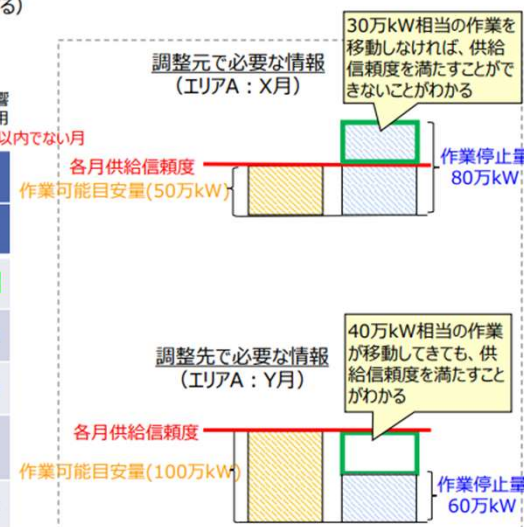 る）
30万kW相当の作業を
移動しなければ、供給
信頼度を満たすことがで
きないことがわかる
調整元で必要な情報
（エリアA：X月）
響
用
以内でない月
各月供給信頼度
作業可能目安量(50万kW)
作業停止量
80万kW
40万kW相当の作業
が移動してきても、供
給信頼度を満たすこと
がわかる
調整先で必要な情報
（エリアA：Y月）
各月供給信頼度
作業可能目安量(100万kW)
作業停止量
60万kW